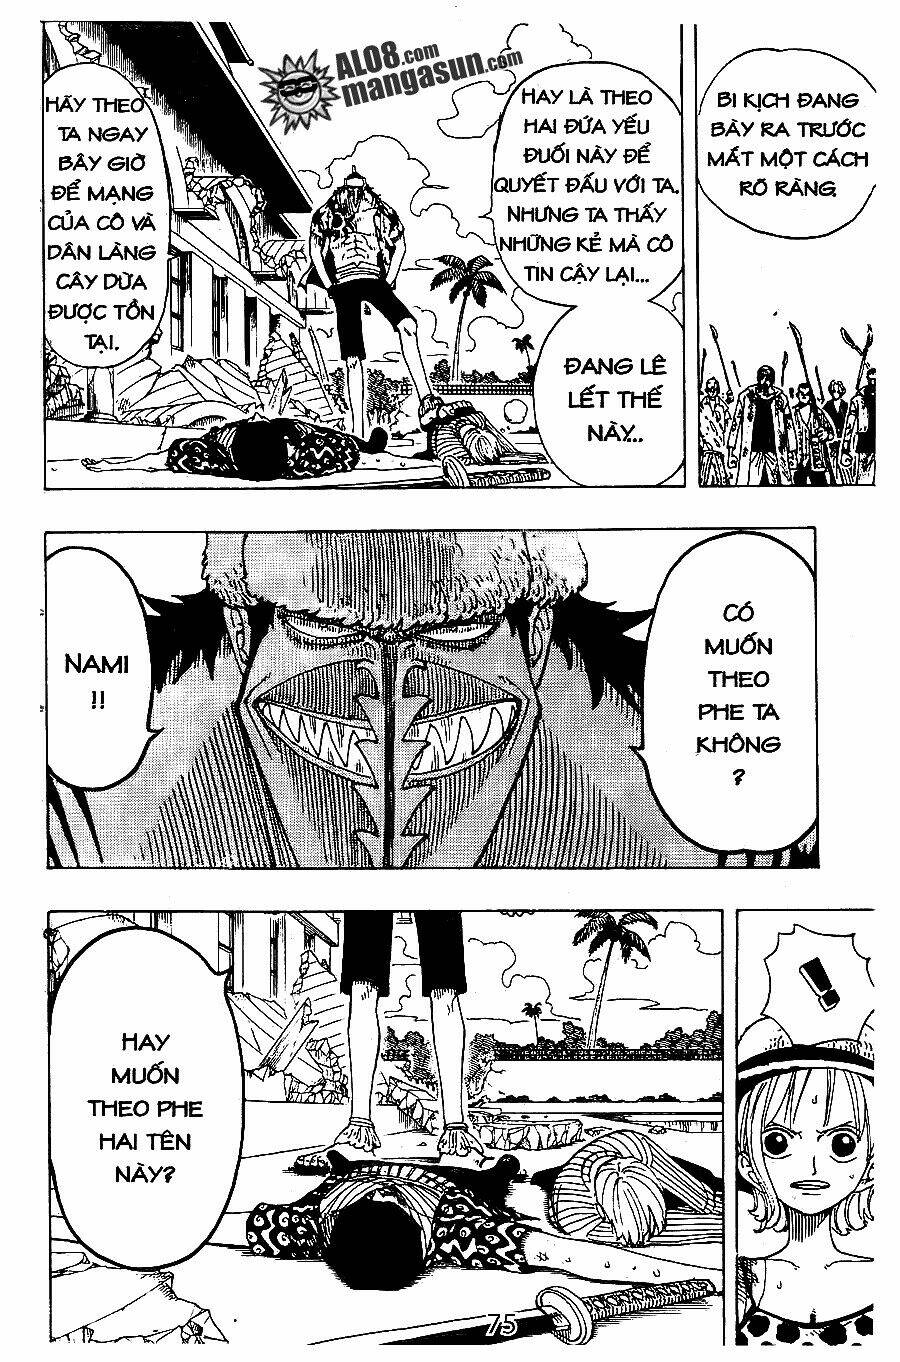 AL08.com
mangasun.com
HÃY THEO
TA NGAY
BÂY GIỜ
ĐỂ MẠNG
CỦA CÔ VÀ
DÂN LÀNG
CÂY DỪA
ĐƯỢC TỒN
TẠI.
HAY LÀ THEO
HAI ĐỨA YẾU
ĐUỐI NÀY ĐỂ
QUYẾT ĐẤU VỚI TA.
NHƯNG TA THẤY
NHỮNG KẺ MÀ CÔ
TIN CẬY LẠI...
ĐANG LÊ
LẾT THẾ
NÀY...
BI KỊCH ĐANG
BÀY RA TRƯỚC
MẮT MỘT CÁCH
RÕ RÀNG.
NAMI
!!
CÓ
MUỐN
THEO
PHE TA
KHÔNG
?
HAY
MUỐN
THEO PHE
HAI TÊN
NÀY?
!
75